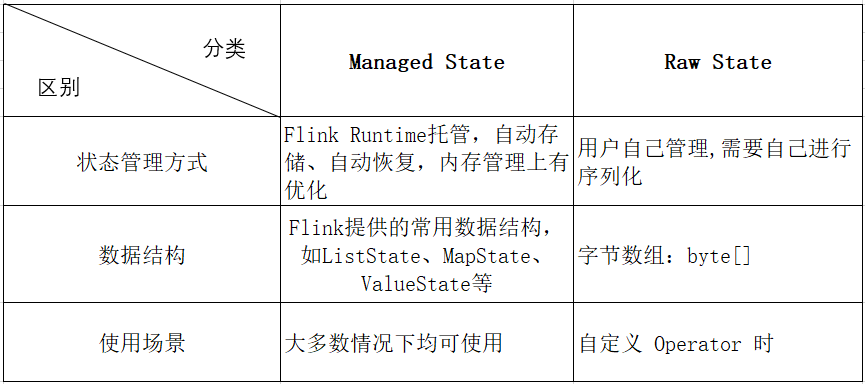 分类
区别
Managed State
Raw State
状态管理方式
Flink Runtime托管，自动存
储、自动恢复，内存管理上有
优化
用户自己管理,需要自己进行
序列化
数据结构
Flink提供的常用数据结构，
如ListState、MapState、
ValueState等
字节数组：byte[]
使用场景
大多数情况下均可使用
自定义 Operator 时